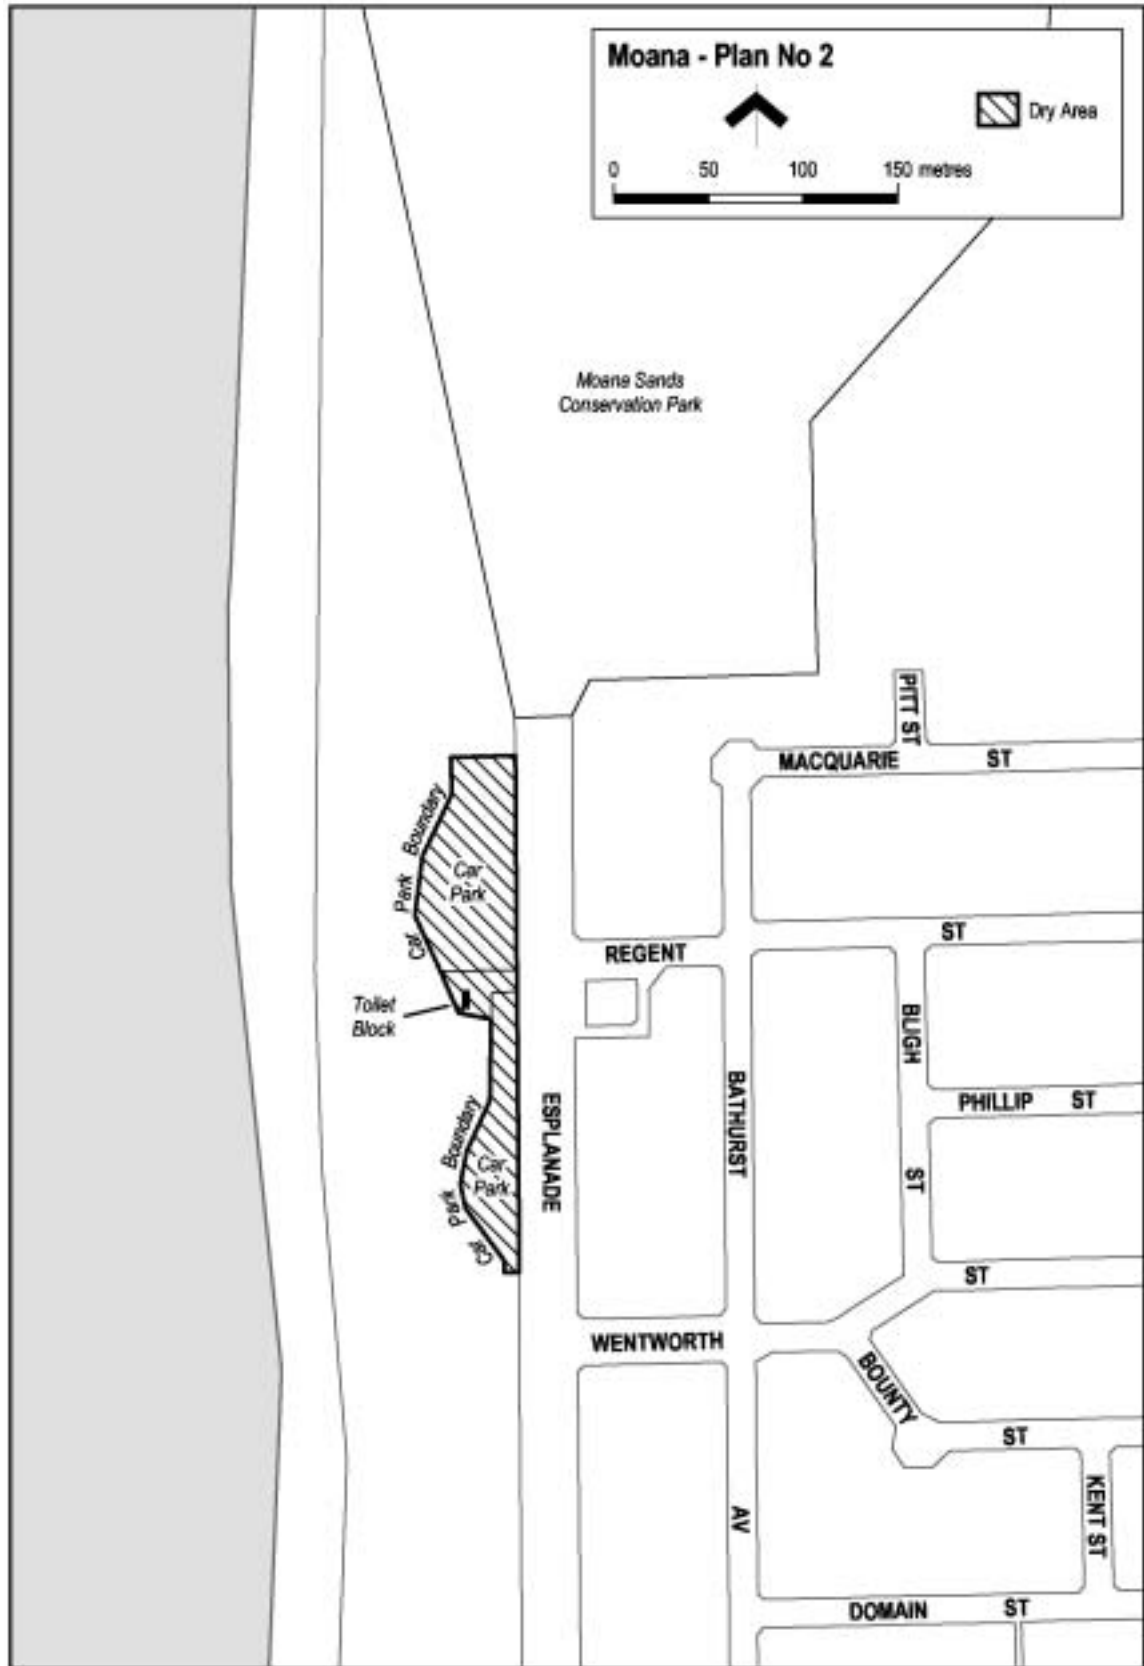 Moana - Plan No 2
Dry Area
0 50 100 150 metres
Moana Sands
Conservation Park
PITT ST
MACQUARIE ST
Car Park Boundary
Car
Park
REGENT ST
Toilet
Block
BLIGH ST
PHILLIP ST
ESPLANADE
BATHURST AV
Car Park Boundary
Car
Park
WENTWORTH ST
BOUNTY ST
KENT ST
DOMAIN ST